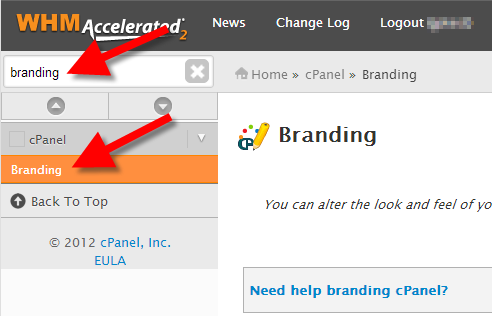 WHM Accelerated 2
News Change Log Logout
branding
Home » cPanel » Branding
cPanel
Branding
Back To Top
© 2012 cPanel, Inc.
EULA
CP
Branding
You can alter the look and feel of yo
Need help branding cPanel?